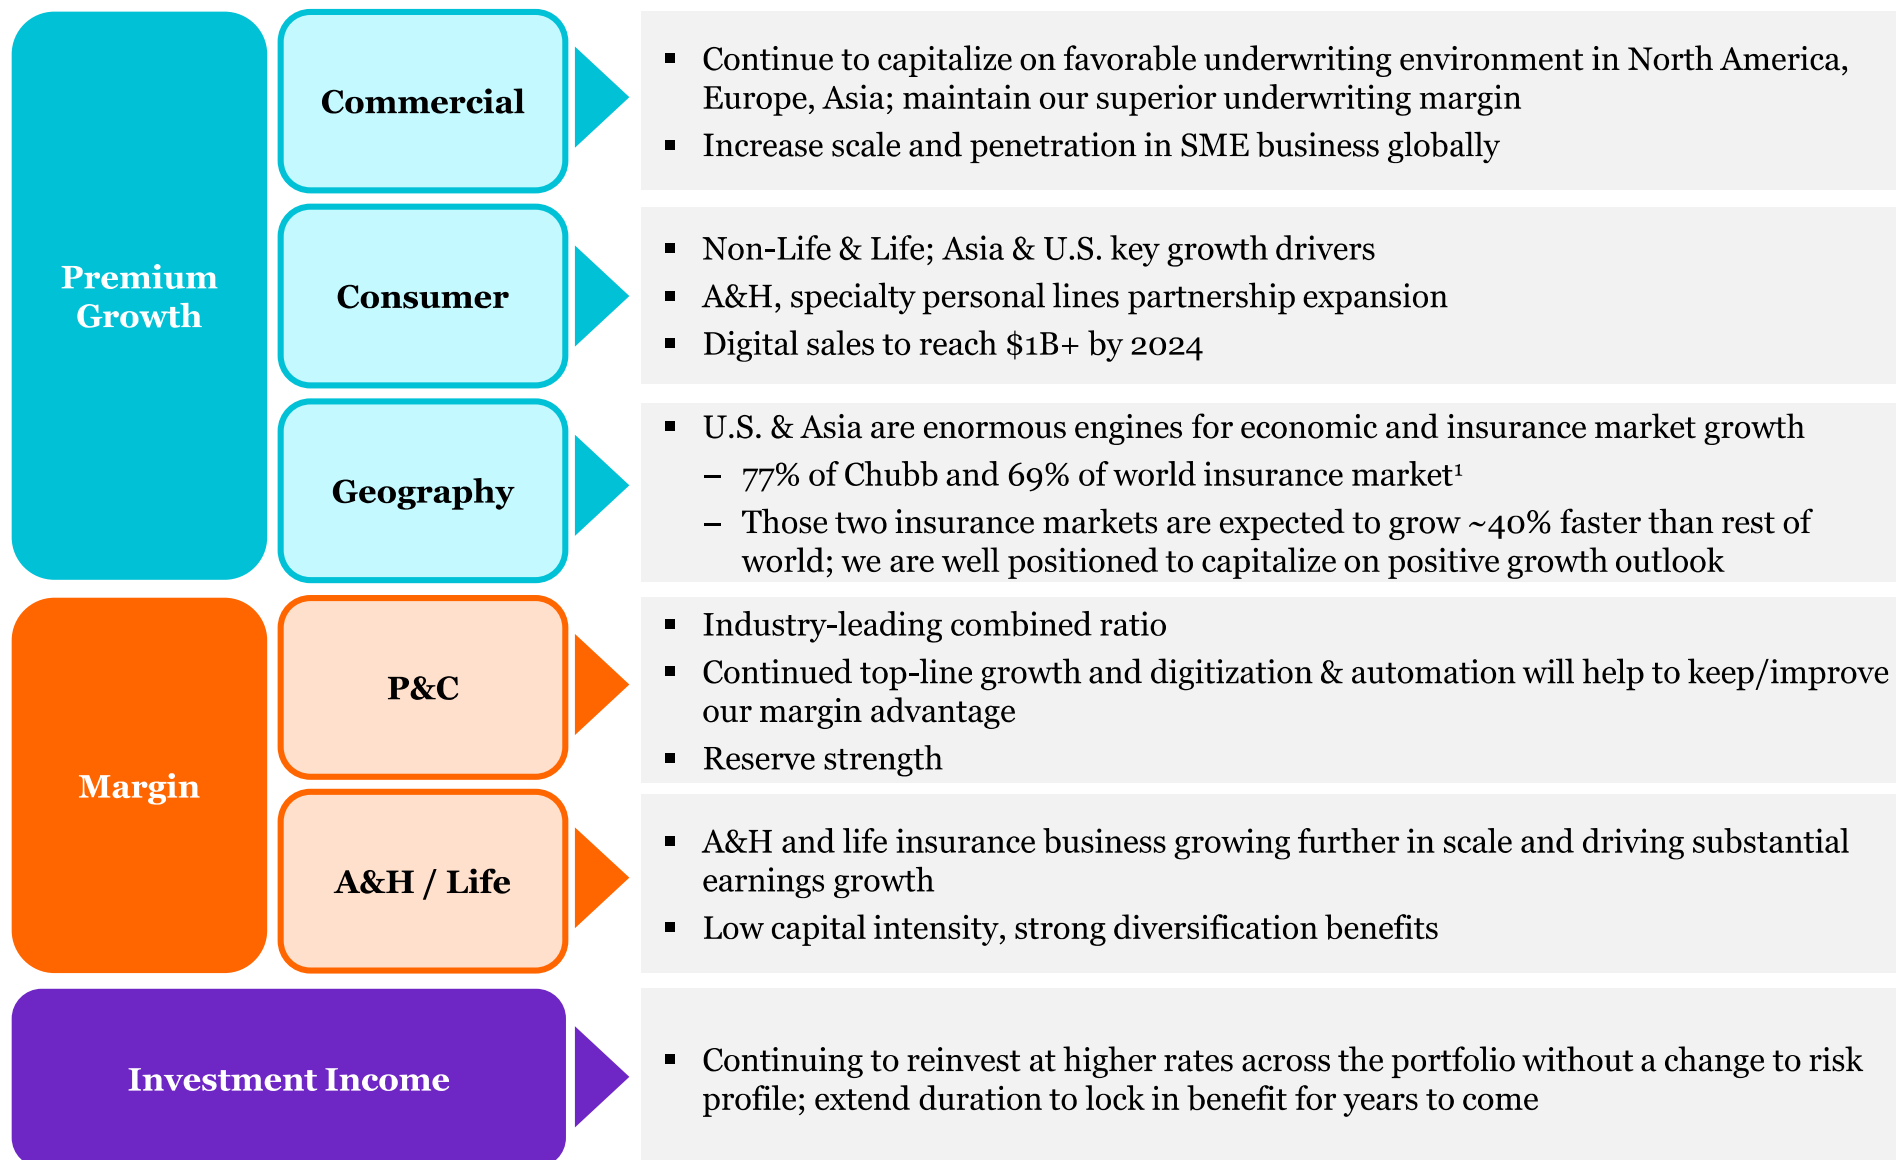 Premium
Growth
Commercial
▪ Continue to capitalize on favorable underwriting environment in North America,
Europe, Asia; maintain our superior underwriting margin
▪ Increase scale and penetration in SME business globally
Consumer
▪ Non-Life & Life; Asia & U.S. key growth drivers
▪ A&H, specialty personal lines partnership expansion
▪ Digital sales to reach $1B+ by 2024
Geography
▪ U.S. & Asia are enormous engines for economic and insurance market growth
– 77% of Chubb and 69% of world insurance market¹
– Those two insurance markets are expected to grow ~40% faster than rest of
world; we are well positioned to capitalize on positive growth outlook
Margin
P&C
▪ Industry-leading combined ratio
▪ Continued top-line growth and digitization & automation will help to keep/improve
our margin advantage
▪ Reserve strength
A&H / Life
▪ A&H and life insurance business growing further in scale and driving substantial
earnings growth
▪ Low capital intensity, strong diversification benefits
Investment Income
▪ Continuing to reinvest at higher rates across the portfolio without a change to risk
profile; extend duration to lock in benefit for years to come